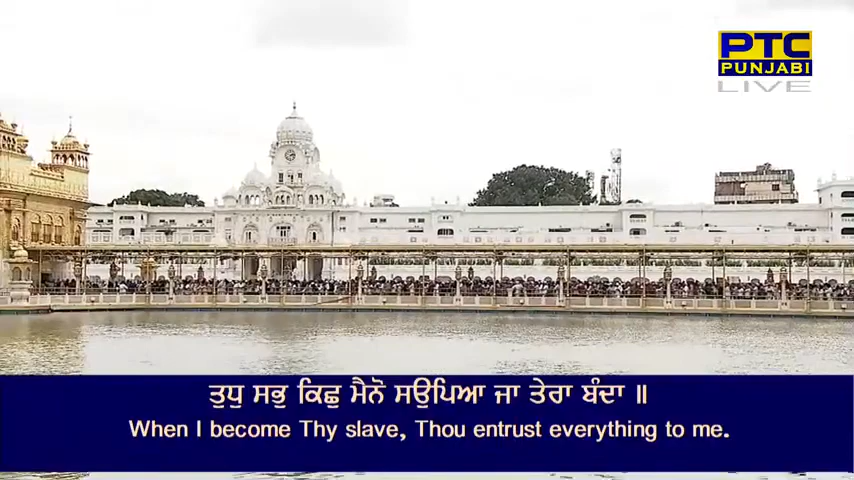 PTC
PUNJABI
LIVE
ਤੁਧੁ ਸਭੁ ਕਿਛੁ ਮੈਨੋ ਸਉਪਿਆ ਜਾ ਤੇਰਾ ਬੰਦਾ ॥
When I become Thy slave, Thou entrust everything to me.